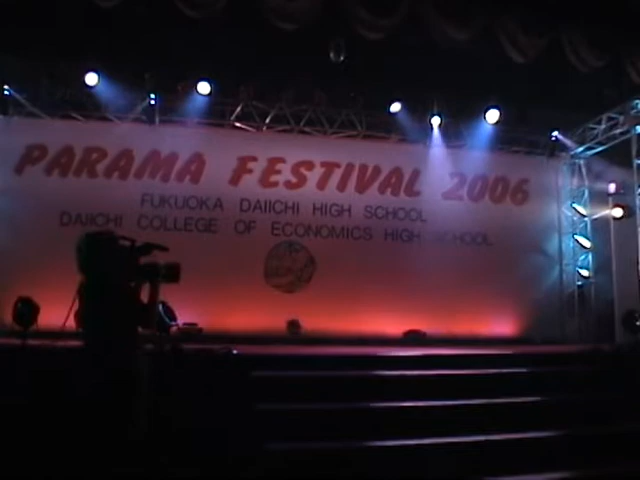 PARAMA FESTIVAL 2006
FUKUOKA DAIICHI HIGH SCHOOL
DAIICHI COLLEGE OF ECONOMICS HIGH SCHOOL